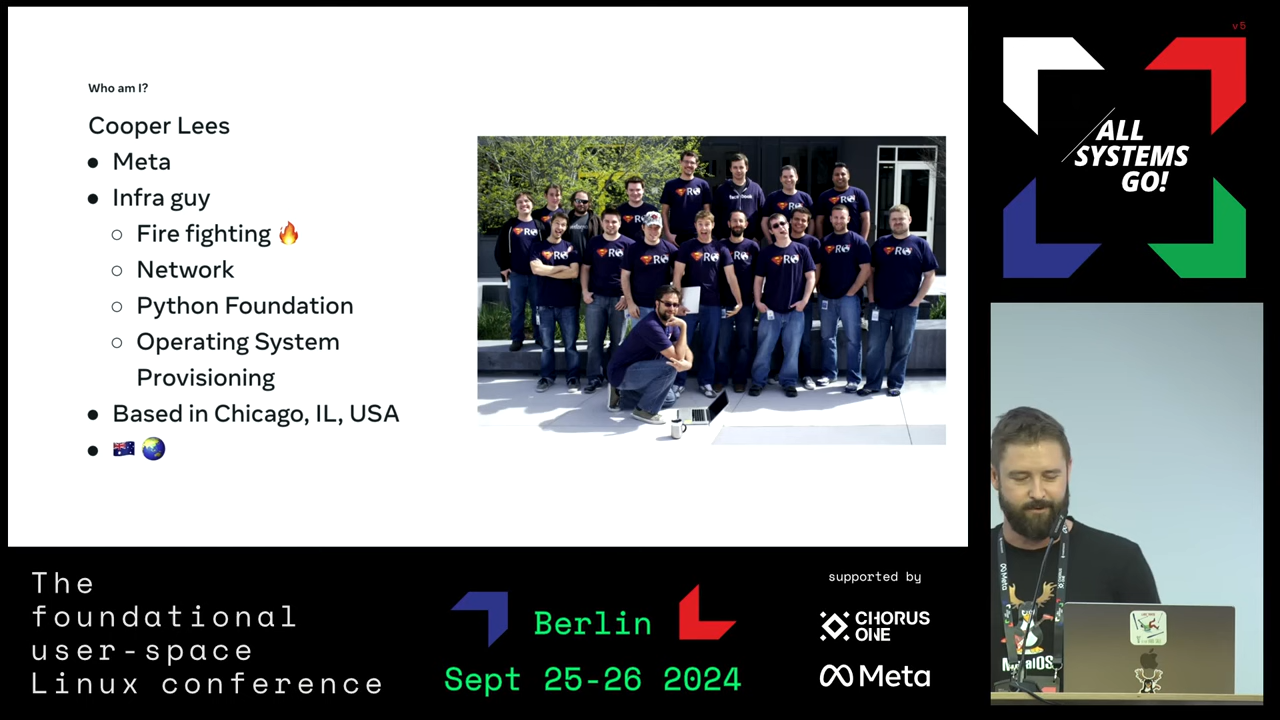 Who am I?
Cooper Lees
Meta
Infra guy
Fire fighting 🔥
Network
Python Foundation
Operating System
Provisioning
Based in Chicago, IL, USA
🇦🇺 🌏
v5
ALL
SYSTEMS
GO!
The
foundational
user-space
Linux conference
Berlin
Sept 25-26 2024
supported by
CHORUS
ONE
Meta